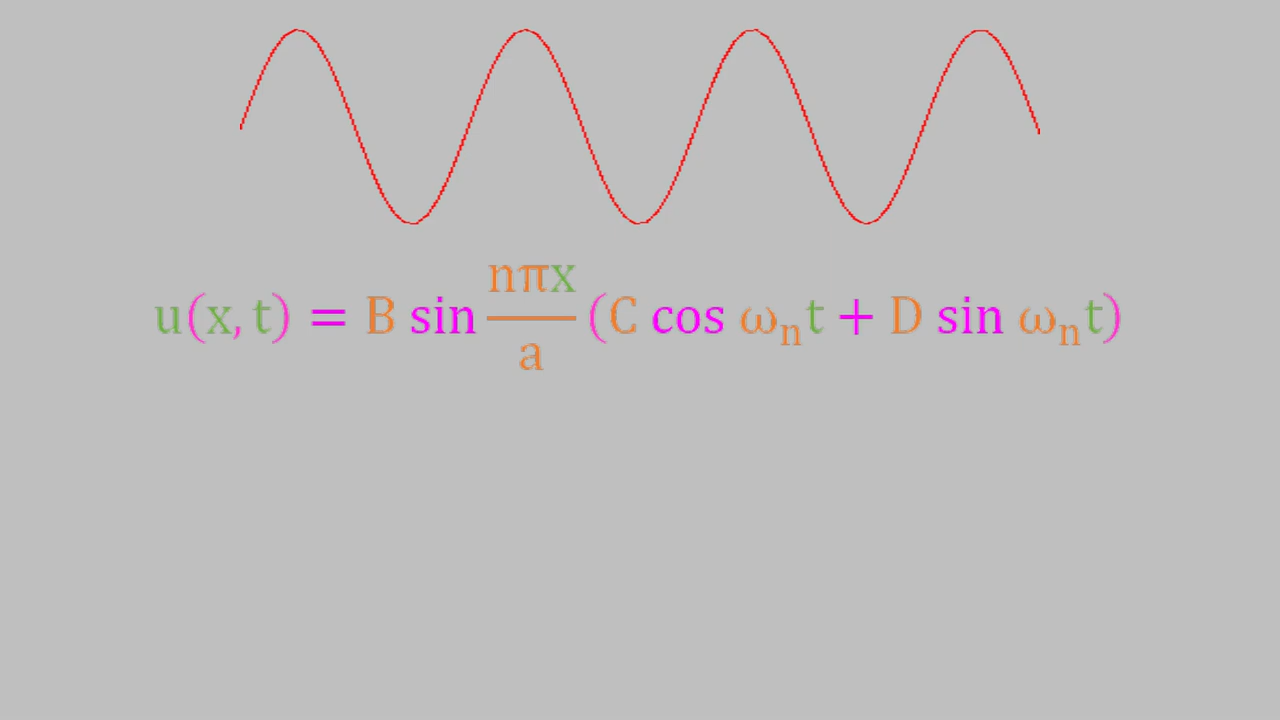 u(x, t) = B sin nπx/a (C cos ωₙt + D sin ωₙt)